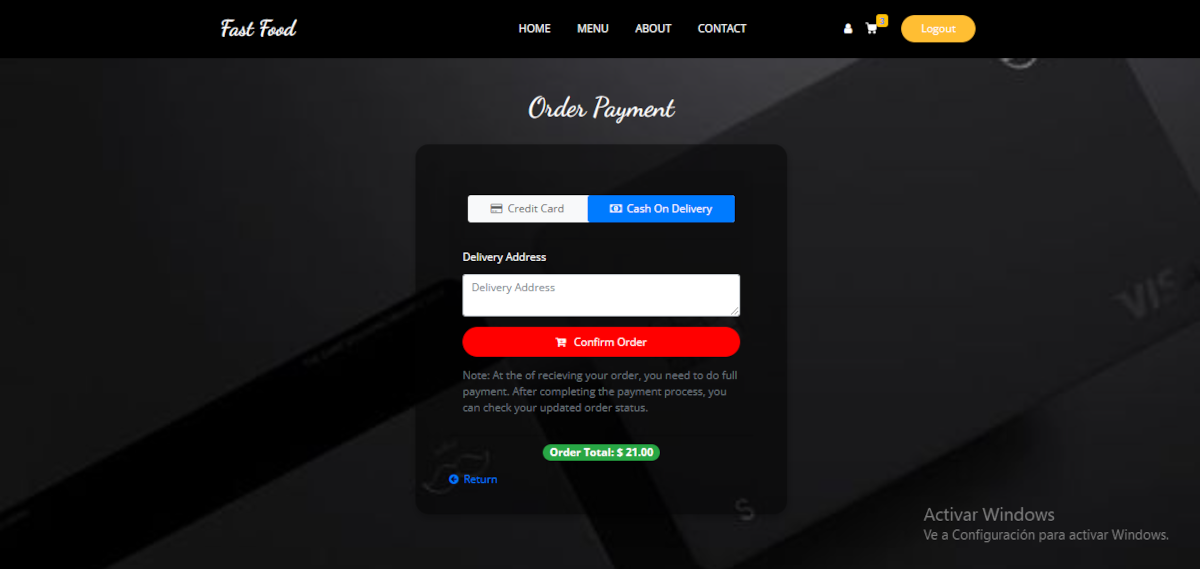 Fast Food
HOME MENU ABOUT CONTACT
Logout
Order Payment
Credit Card Cash On Delivery
Delivery Address
Delivery Address
Confirm Order
Note: At the of recieving your order, you need to do full
payment. After completing the payment process, you
can check your updated order status.
Order Total: $ 21.00
Return
VIS
S
Activar Windows
Ve a Configuración para activar Windows.